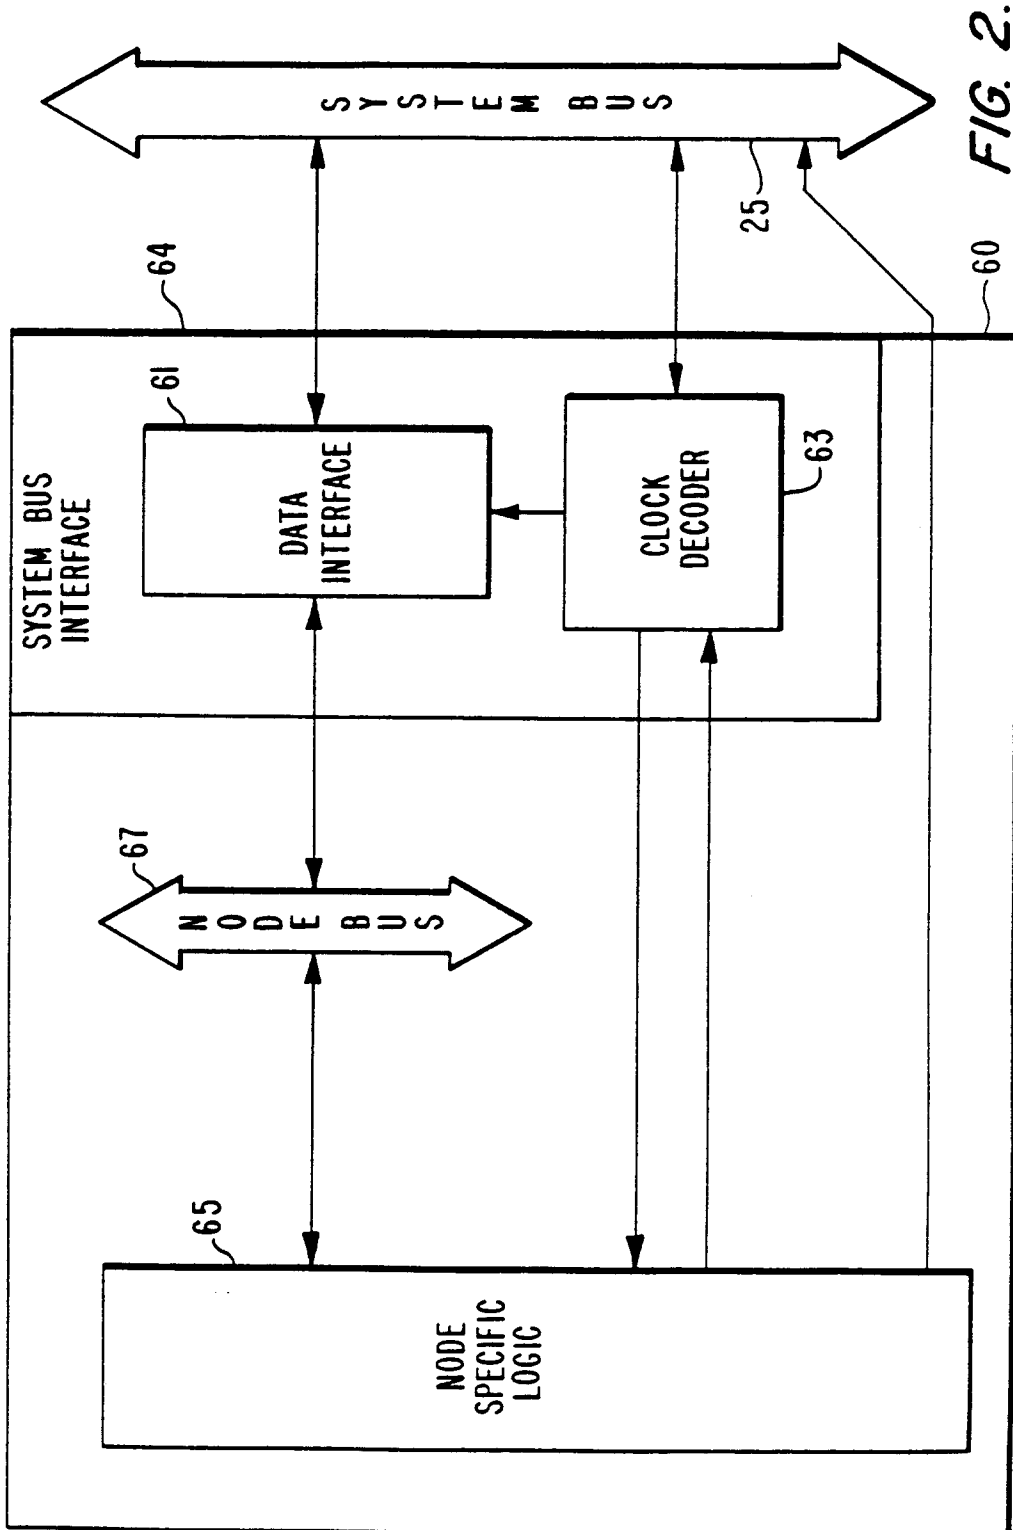 SYSTEM BUS
INTERFACE
64
61
DATA
INTERFACE
CLOCK
DECODER
63
SYSTEM BUS
25
60
67
NODE BUS
65
NODE
SPECIFIC
LOGIC
FIG. 2.